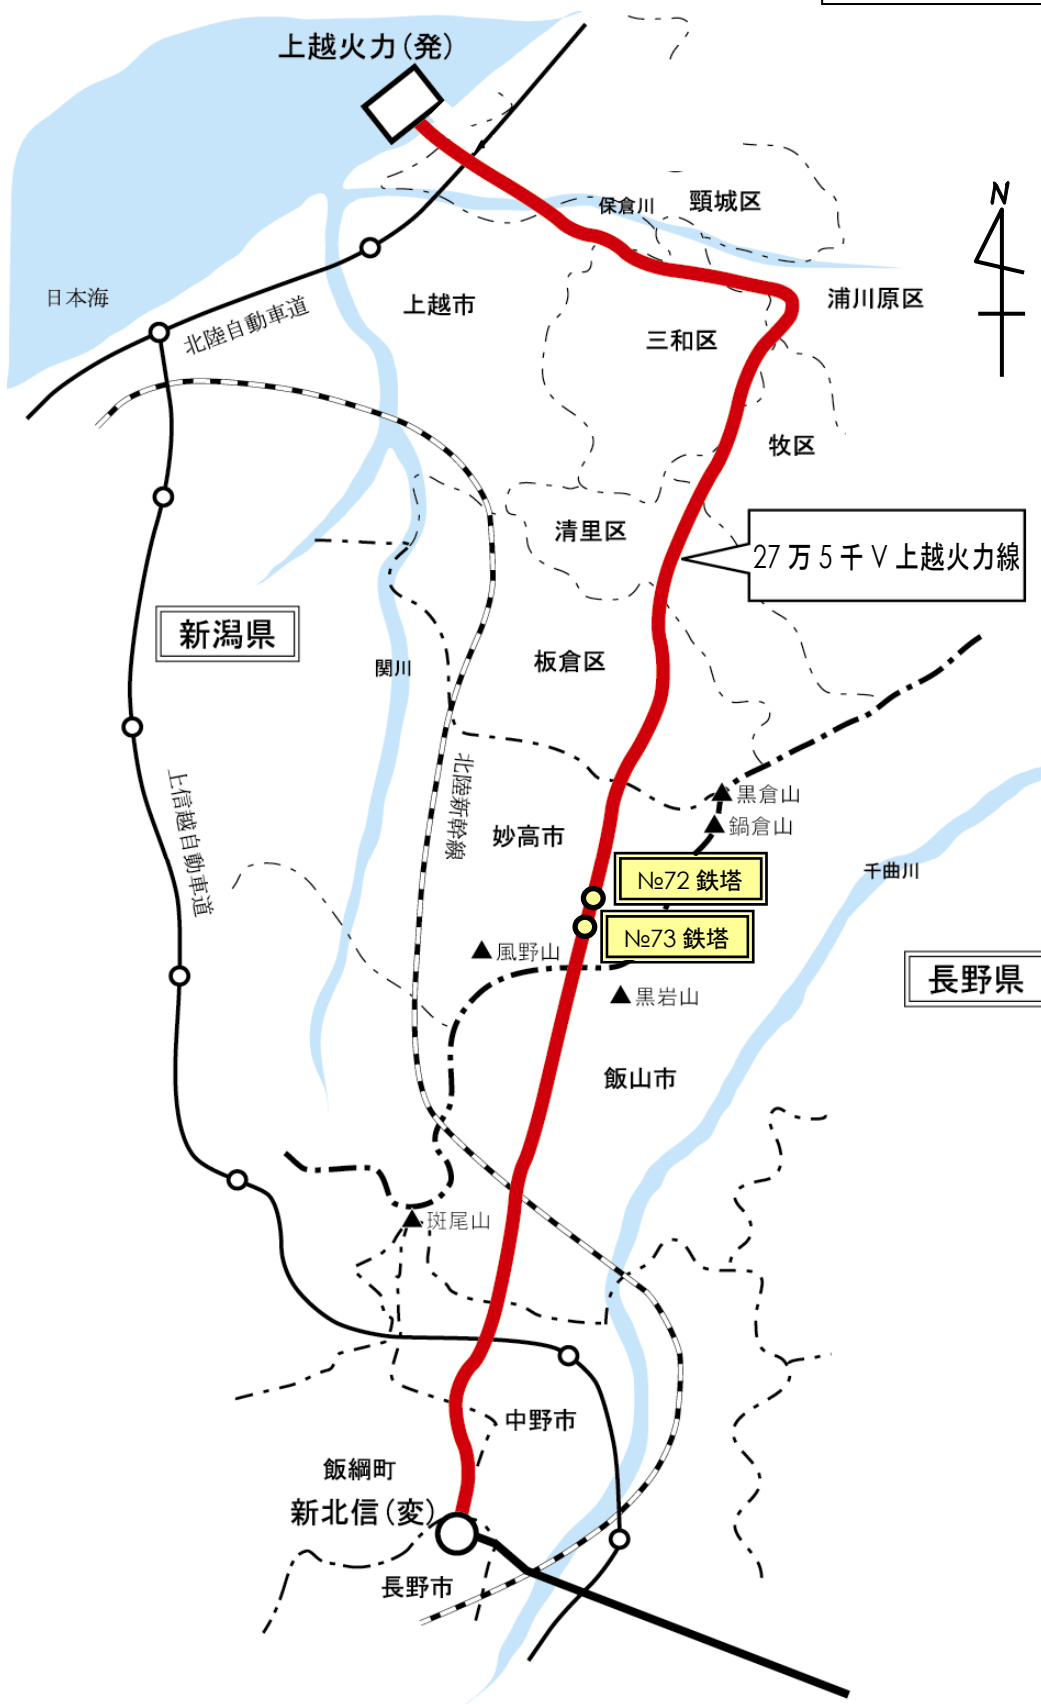 上越火力(発)
N
保倉川
頸城区
日本海
上越市
浦川原区
北陸自動車道
三和区
牧区
清里区
27万5千V上越火力線
新潟県
関川
板倉区
北陸新幹線
上信越自動車道
黒倉山
鍋倉山
妙高市
千曲川
№72 鉄塔
№73 鉄塔
風野山
長野県
黒岩山
飯山市
斑尾山
中野市
飯綱町
新北信(変)
長野市